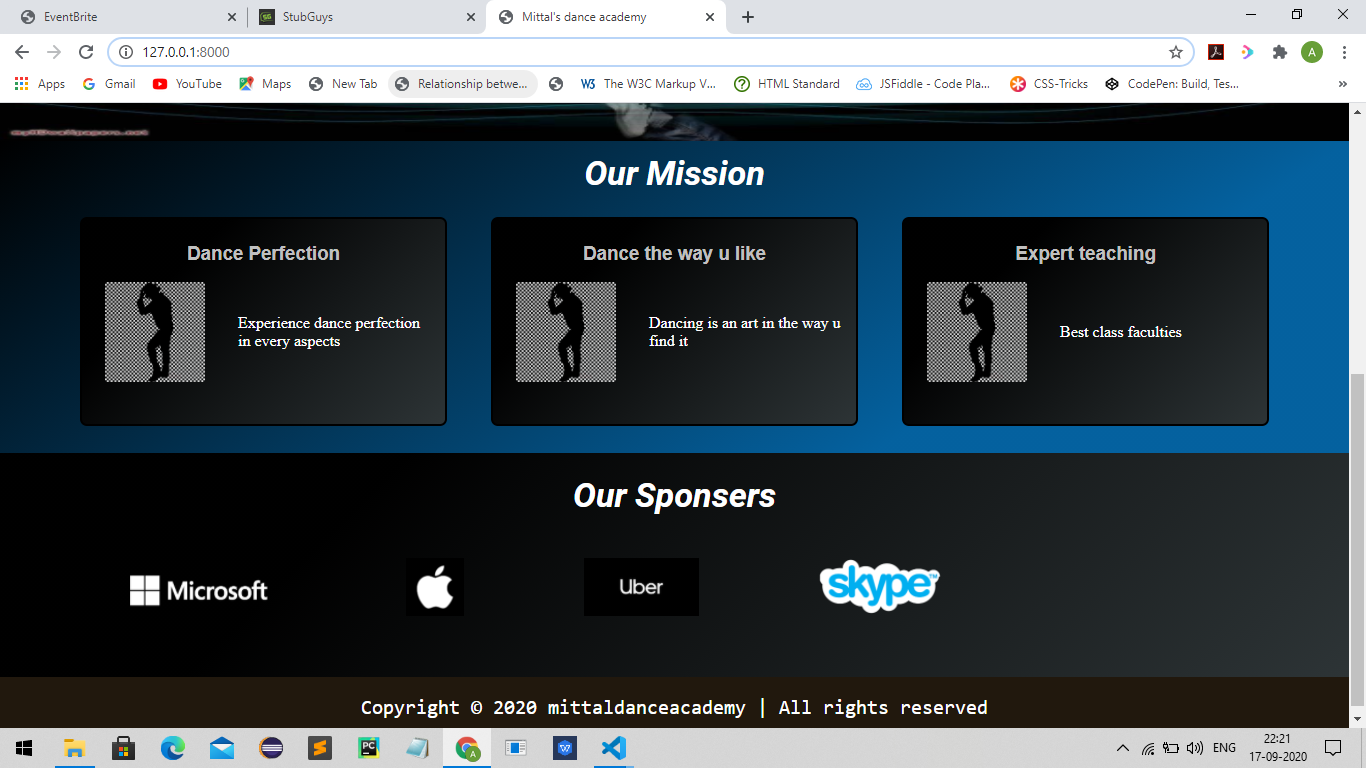 EventBrite
StubGuys
Mittal's dance academy
127.0.0.1:8000
Apps
Gmail
YouTube
Maps
New Tab
Relationship betwe...
W3
The W3C Markup V...
HTML Standard
JSFiddle - Code Pla...
CSS-Tricks
CodePen: Build, Tes...
A
Our Mission
Dance Perfection
Experience dance perfection
in every aspects
Dance the way u like
Dancing is an art in the way u
find it
Expert teaching
Best class faculties
Our Sponsers
Microsoft
Uber
skype™
Copyright © 2020 mittaldanceacademy | All rights reserved
ENG
22:21
17-09-2020